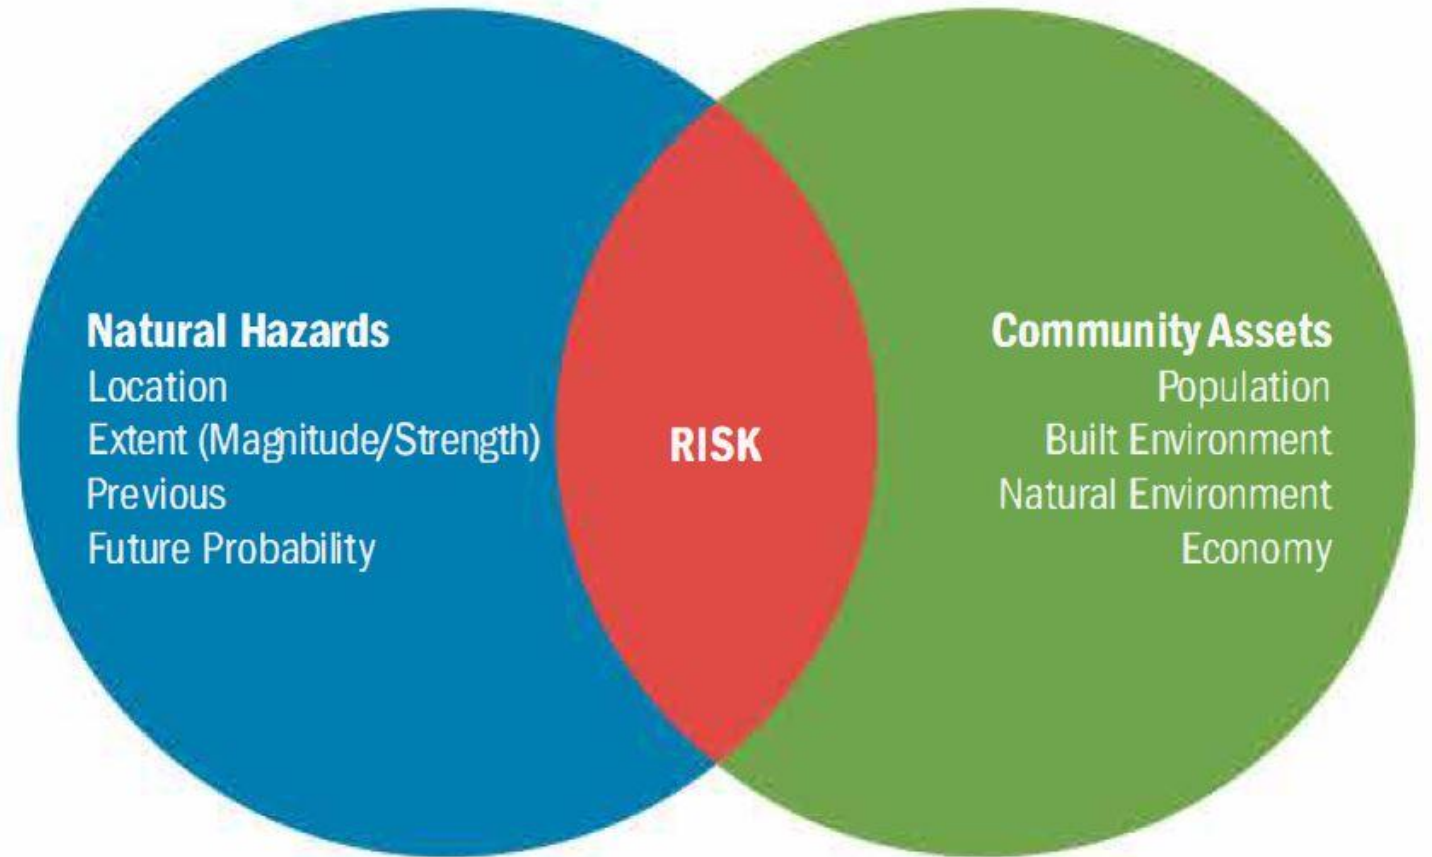 Natural Hazards
Location
Extent (Magnitude/Strength)
Previous
Future Probability
RISK
Community Assets
Population
Built Environment
Natural Environment
Economy